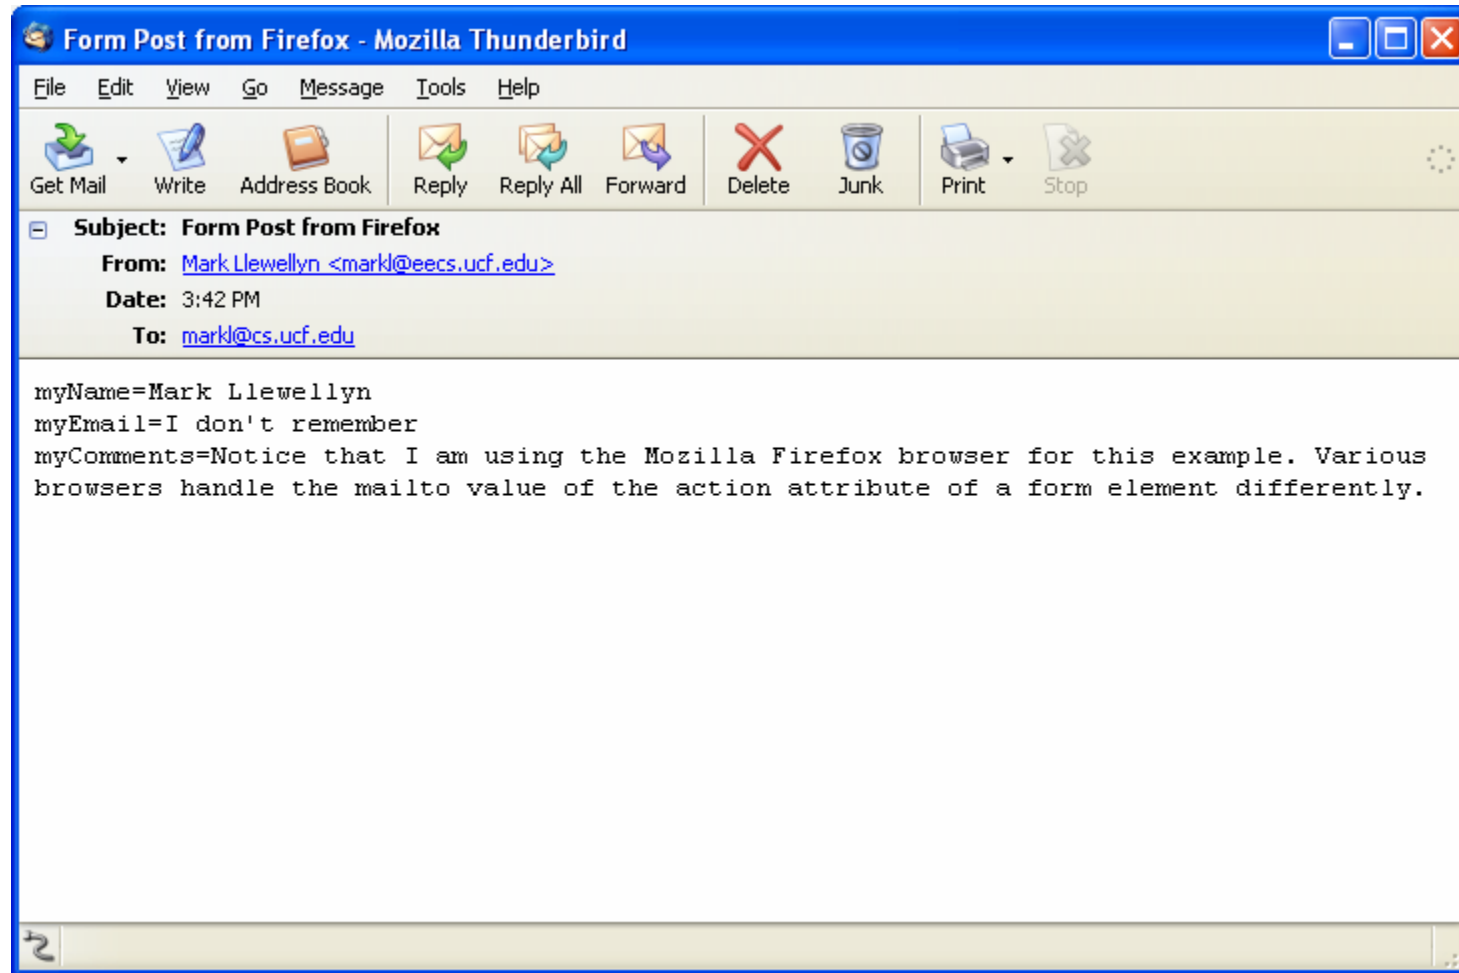 Form Post from Firefox - Mozilla Thunderbird
File Edit View Go Message Tools Help
Get Mail Write Address Book Reply Reply All Forward Delete Junk Print Stop
Subject: Form Post from Firefox
From: Mark Llewellyn <markl@eecs.ucf.edu>
Date: 3:42 PM
To: markl@cs.ucf.edu
myName=Mark Llewellyn
myEmail=I don't remember
myComments=Notice that I am using the Mozilla Firefox browser for this example. Various
browsers handle the mailto value of the action attribute of a form element differently.